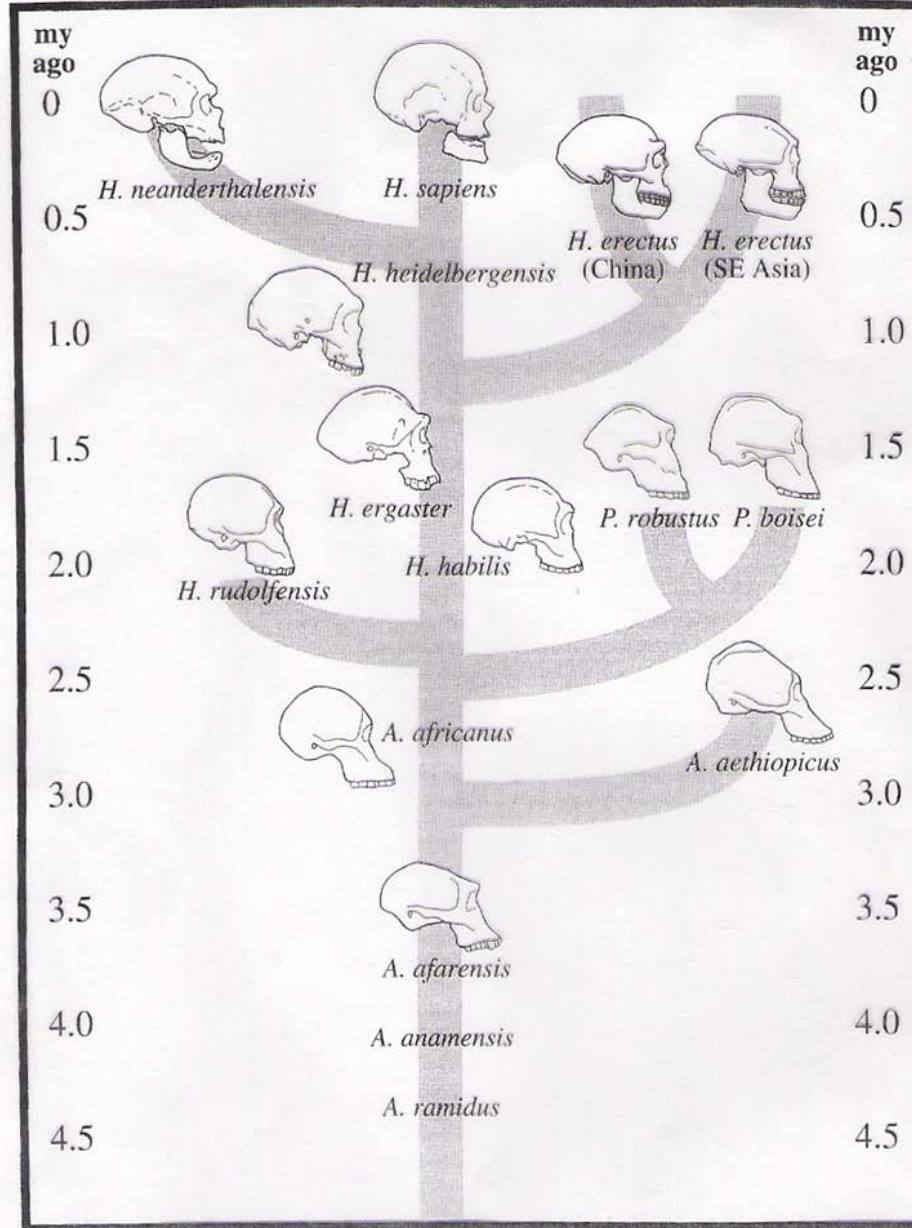 my ago
my ago
0
0
H. neanderthalensis
H. sapiens
0.5
0.5
H. erectus (China)
H. erectus (SE Asia)
H. heidelbergensis
1.0
1.0
1.5
1.5
H. ergaster
P. robustus
P. boisei
2.0
H. habilis
2.0
H. rudolfensis
2.5
2.5
A. africanus
A. aethiopicus
3.0
3.0
3.5
3.5
A. afarensis
4.0
4.0
A. anamensis
A. ramidus
4.5
4.5